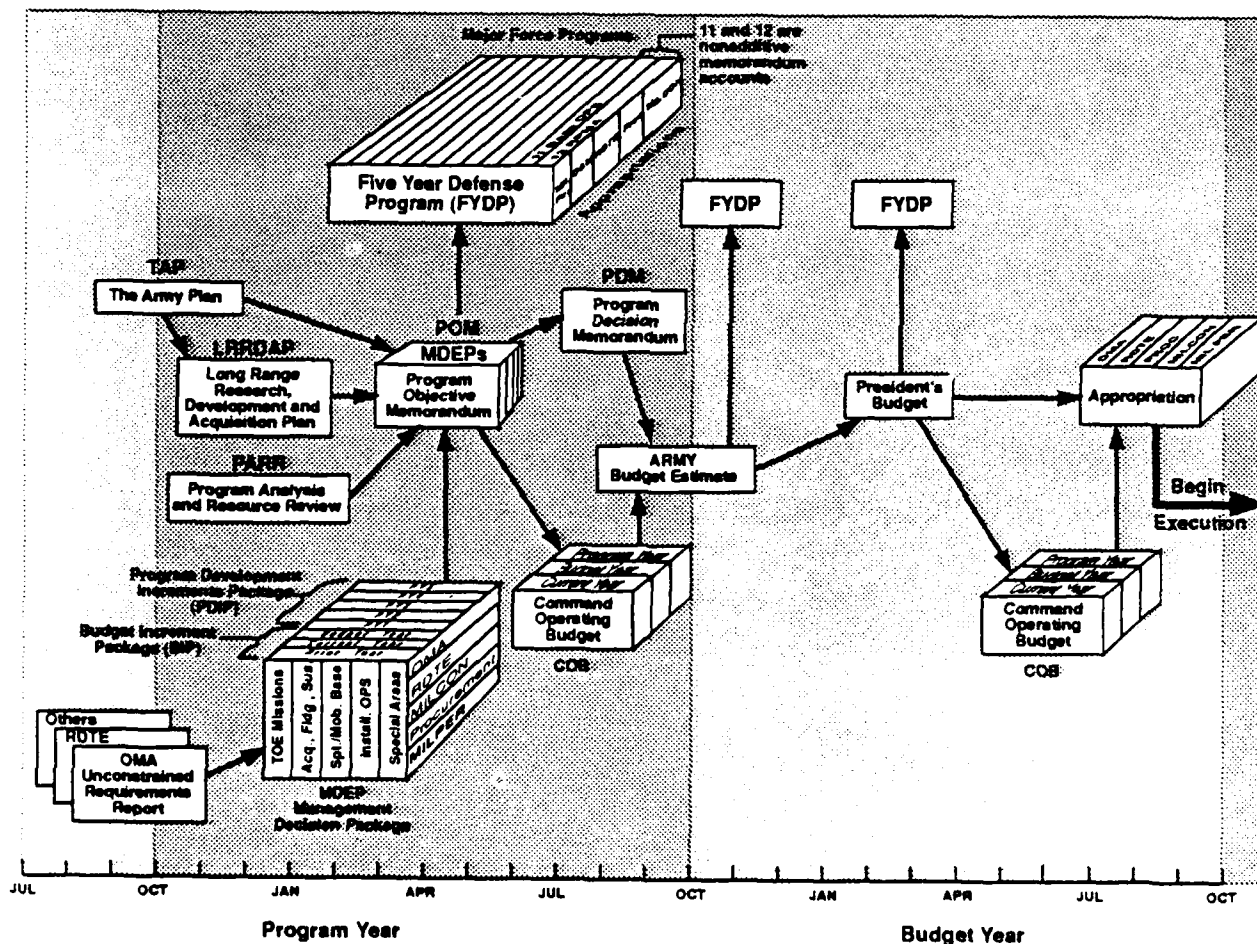 Major Force Programs
11 and 12 are
nonadditive
memorandum
accounts
Five Year Defense
Program (FYDP)
FYDP
FYDP
TAP
The Army Plan
LRRDAP
Long Range
Research,
Development and
Acquisition Plan
PARR
Program Analysis
and Resource Review
POM
MDEPs
Program
Objective
Memorandum
PDM
Program
Decision
Memorandum
ARMY
Budget Estimate
President's
Budget
Appropriation
Begin
Execution
Program Development
Increments Package
(PDIP)
Budget Increment
Package (BIP)
Prior Year
OMA
RDTE
MILCON
Procurement
MILPER
TOE Missions
Acq., Fldg., Sus
Spt./Mob. Base
Install. OPS
Special Areas
MDEP
Management
Decision Package
Others
RDTE
OMA
Unconstrained
Requirements
Report
Program Year
Budget Year
Current Year
Command
Operating
Budget
COB
Program Year
Budget Year
Current Year
Command
Operating
Budget
COB
JUL OCT JAN APR JUL OCT JAN APR JUL OCT
Program Year
Budget Year